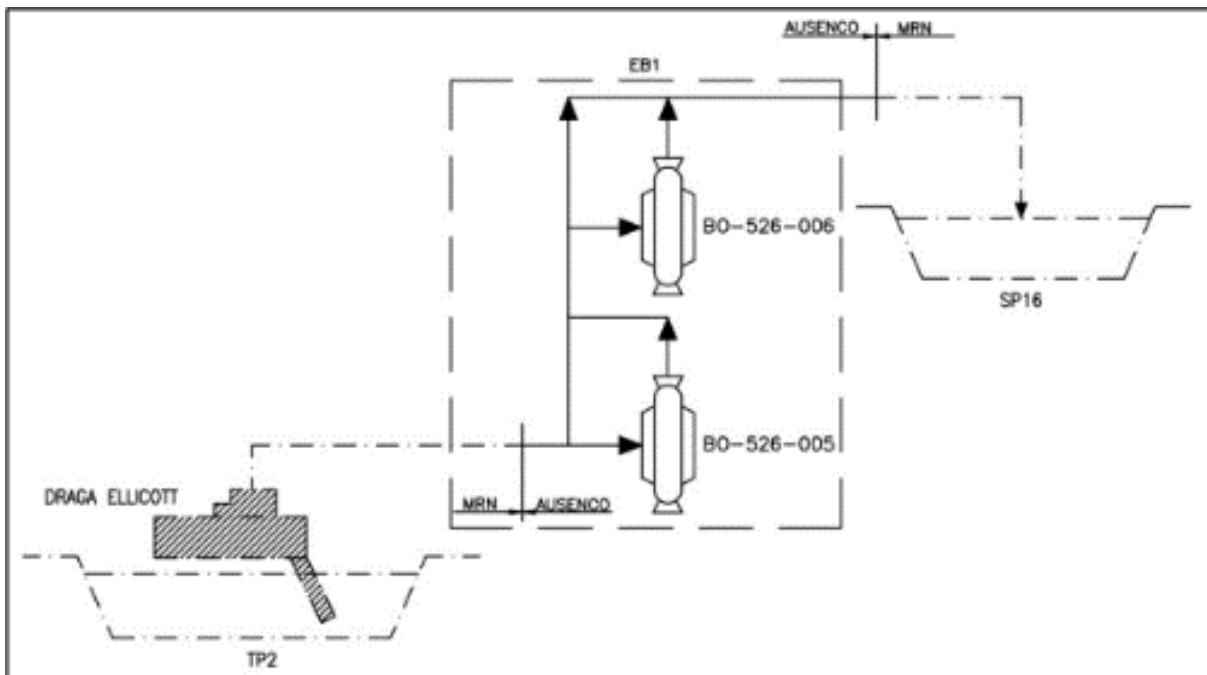 AUSENCO MRN
EB1
BO-526-006
SP16
BO-526-005
DRAGA ELLICOTT
MRN AUSENCO
TP2